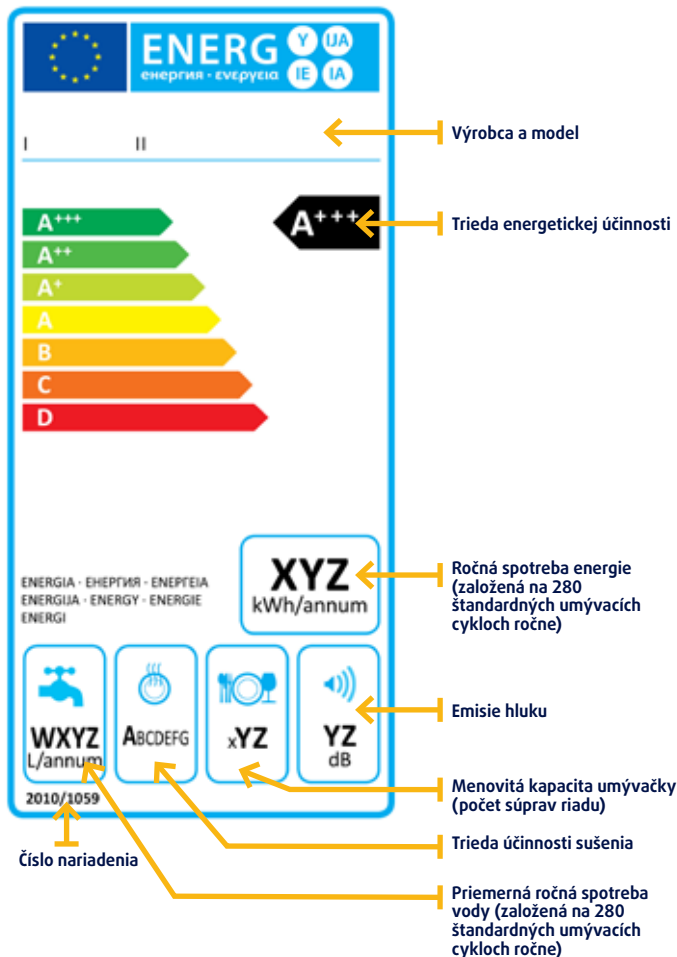 ENERG
енергия · ενεργεια
Y
IJA
IE
IA
I
II
Výrobca a model
A+++
A+++
Trieda energetickej účinnosti
A++
A+
A
B
C
D
XYZ
kWh/annum
Ročná spotreba energie
(založená na 280
štandardných umývacích
cykloch ročne)
ENERGIA · ЕНЕРГИЯ · ΕΝΕΡΓΕΙΑ
ENERGIJA · ENERGY · ENERGIE
ENERGI
WXYZ
L/annum
ABCDEFG
xYZ
YZ
dB
Emisie hluku
Menovitá kapacita umývačky
(počet súprav riadu)
2010/1059
Číslo nariadenia
Trieda účinnosti sušenia
Priemerná ročná spotreba
vody (založená na 280
štandardných umývacích
cykloch ročne)